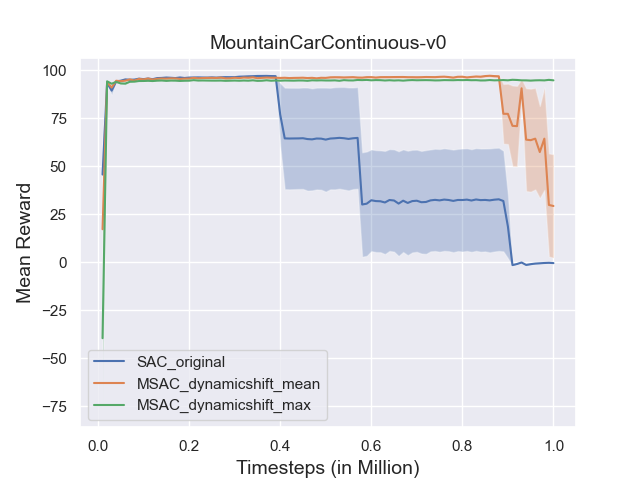 MountainCarContinuous-v0
Mean Reward
100
75
50
25
0
−25
−50
−75
SAC_original
MSAC_dynamicshift_mean
MSAC_dynamicshift_max
0.0 0.2 0.4 0.6 0.8 1.0
Timesteps (in Million)